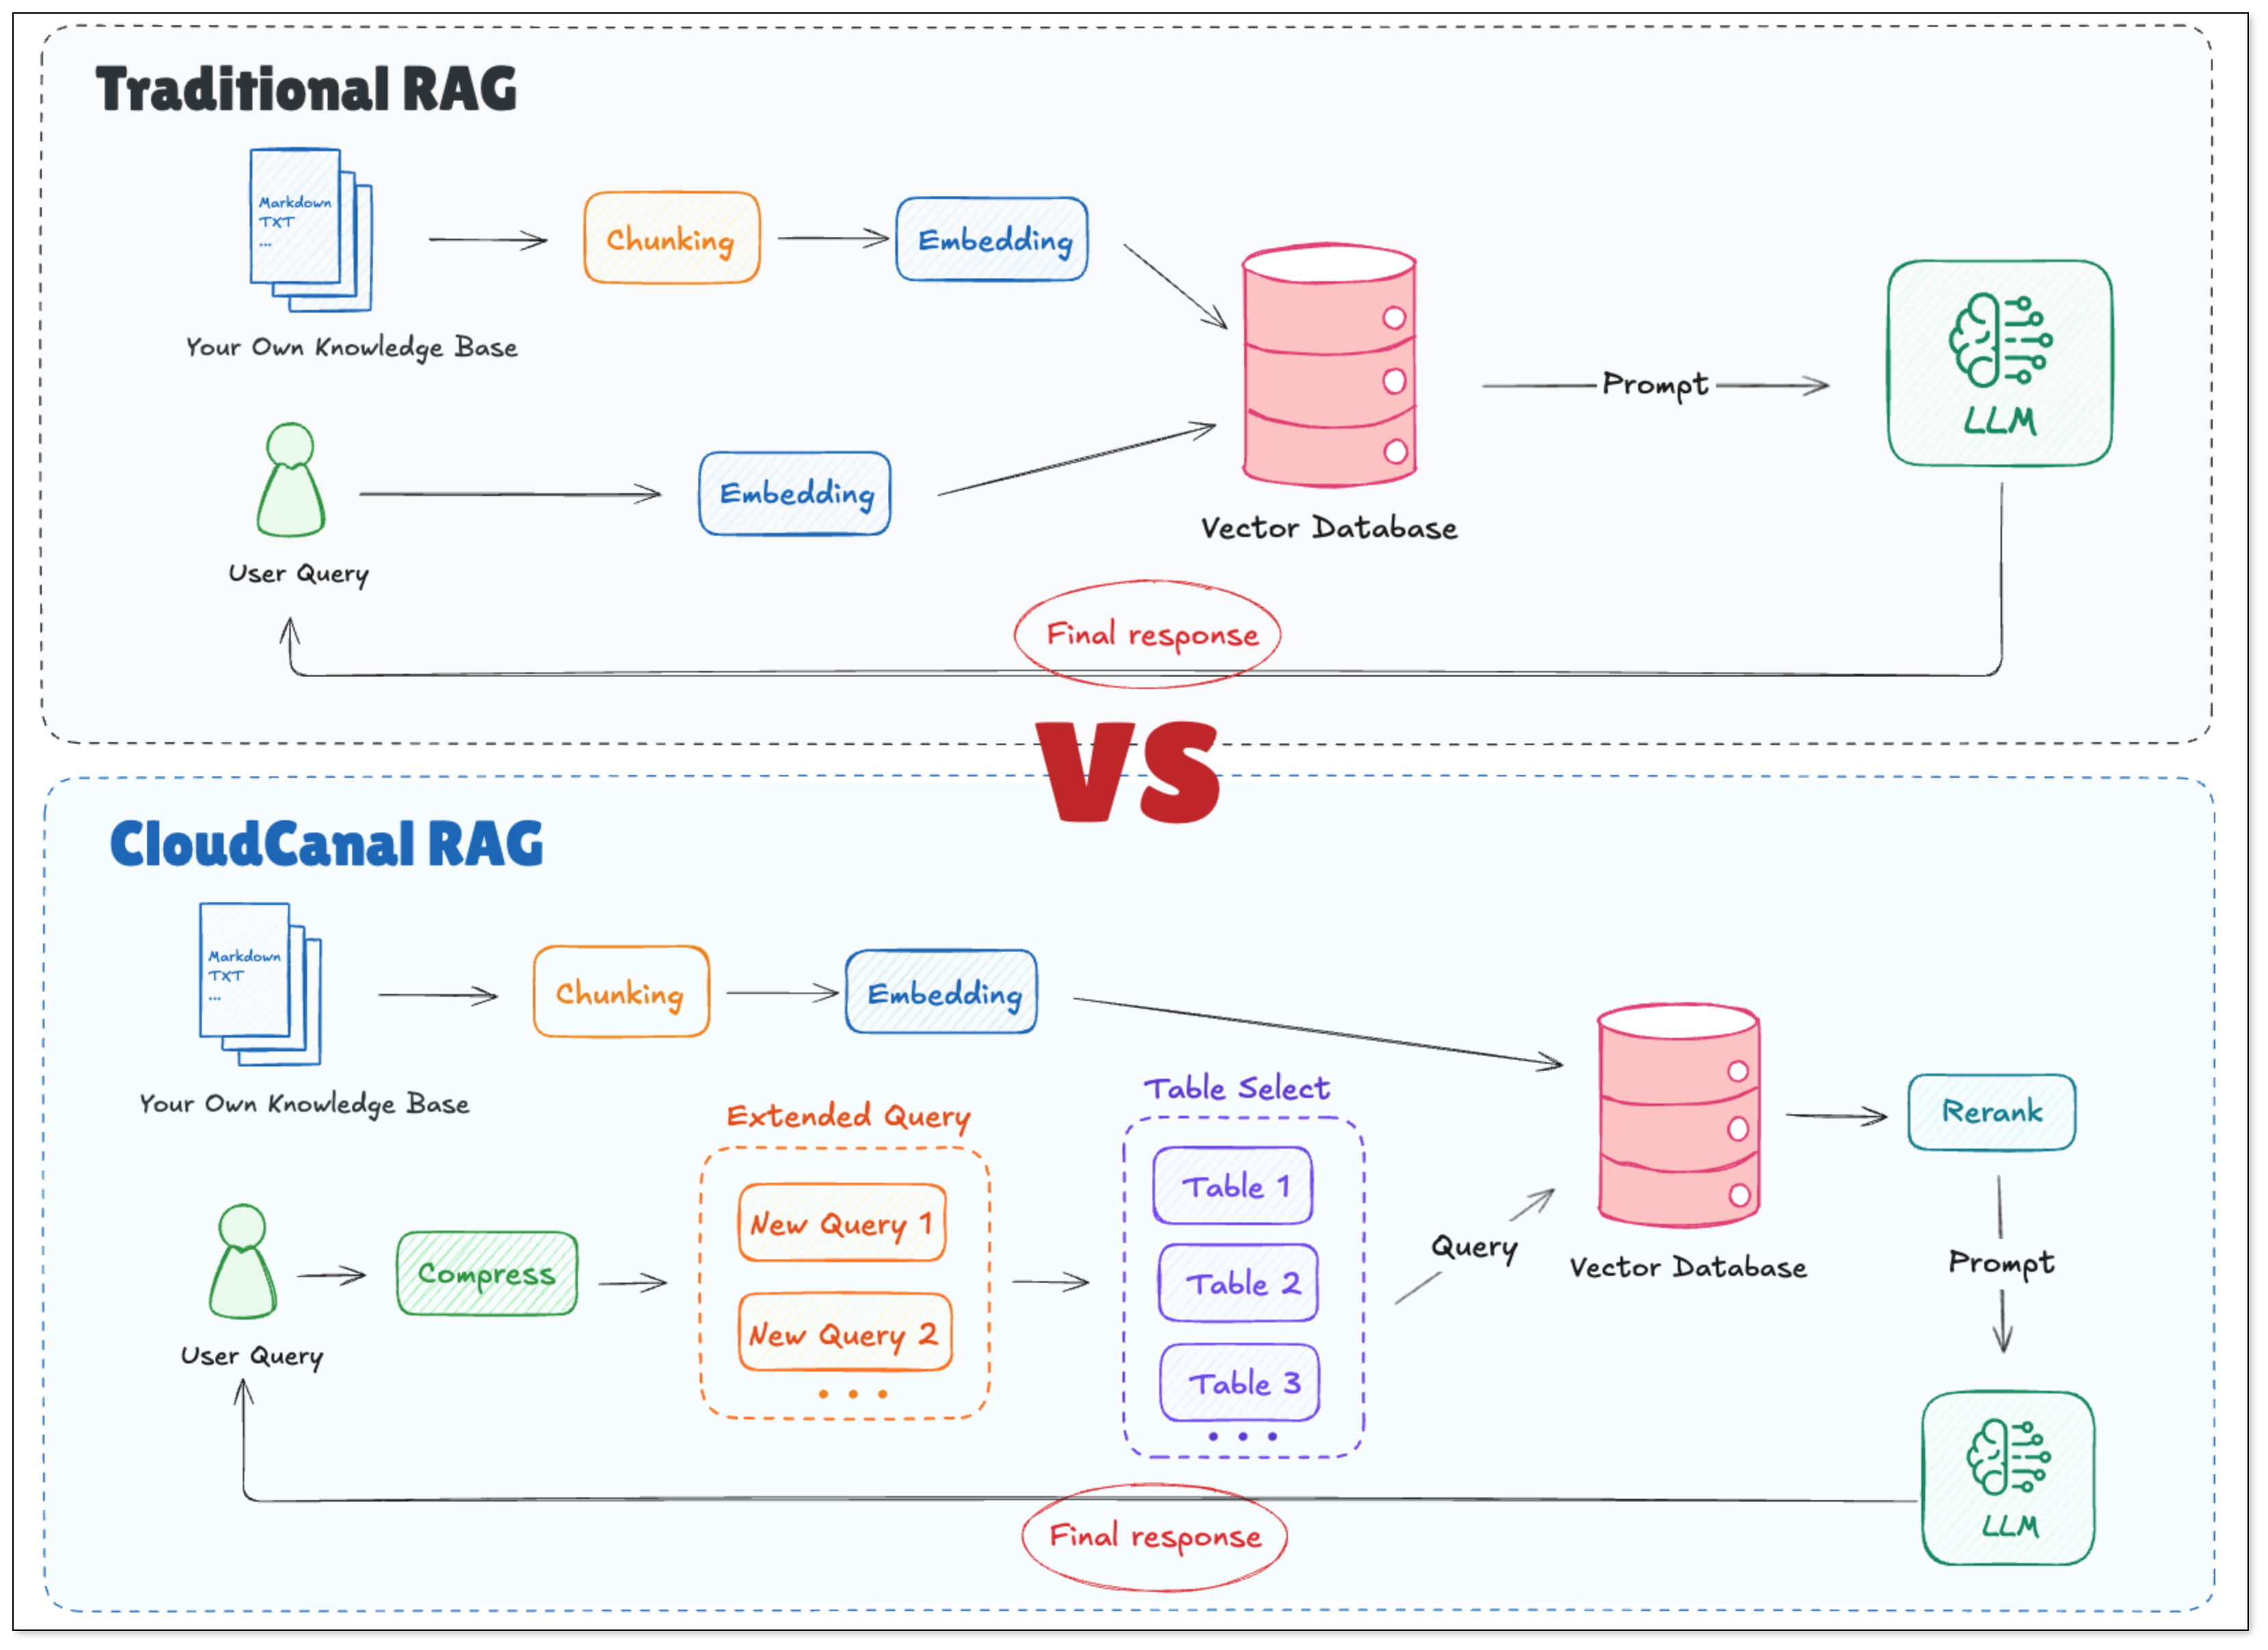 Traditional RAG
Markdown
TXT
...
Chunking
Embedding
Your Own Knowledge Base
Prompt
LLM
Embedding
Vector Database
User Query
Final response
VS
CloudCanal RAG
Markdown
TXT
...
Chunking
Embedding
Your Own Knowledge Base
Table Select
Extended Query
Rerank
Table 1
New Query 1
Query
Vector Database
Prompt
Compress
Table 2
New Query 2
User Query
Table 3
LLM
Final response